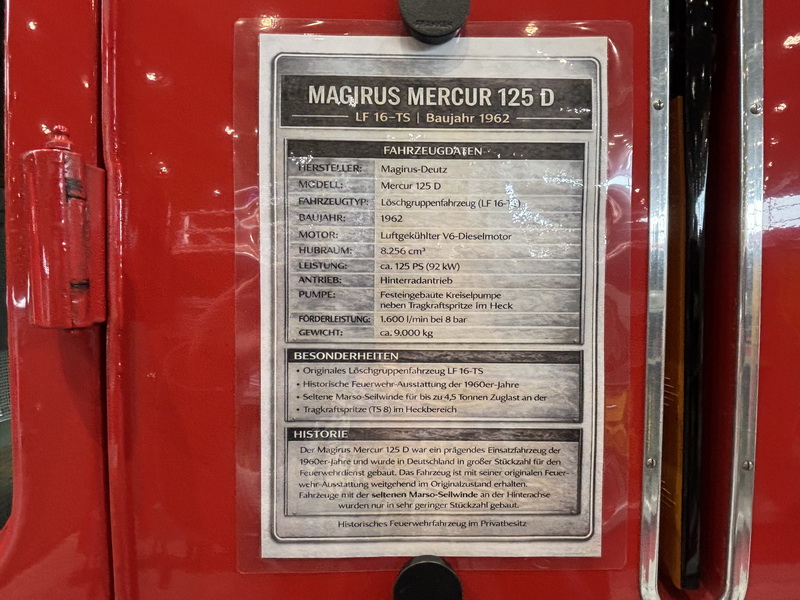 MAGIRUS MERCUR 125 D
LF 16-TS | Baujahr 1962
FAHRZEUGDATEN
HERSTELLER: Magirus-Deutz
MODELL: Mercur 125 D
FAHRZEUGTYP: Löschgruppenfahrzeug (LF 16-TS)
BAUJAHR: 1962
MOTOR: Luftgekühlter V6-Dieselmotor
HUBRAUM: 8.256 cm³
LEISTUNG: ca. 125 PS (92 kW)
ANTRIEB: Hinterradantrieb
PUMPE: Festeingebaute Kreiselpumpe
neben Tragkraftspritze im Heck
FÖRDERLEISTUNG: 1.600 l/min bei 8 bar
GEWICHT: ca. 9.000 kg
BESONDERHEITEN
• Originales Löschgruppenfahrzeug LF 16-TS
• Historische Feuerwehr-Ausstattung der 1960er-Jahre
• Seltene Marso-Seilwinde für bis zu 4,5 Tonnen Zuglast an der
• Tragkraftspritze (TS 8) im Heckbereich
HISTORIE
Der Magirus Mercur 125 D war ein prägendes Einsatzfahrzeug der
1960er-Jahre und wurde in Deutschland in großer Stückzahl für den
Feuerwehrdienst gebaut. Das Fahrzeug ist mit seiner originalen Feuer-
wehr-Ausstattung weitgehend im Originalzustand erhalten.
Fahrzeuge mit der seltenen Marso-Seilwinde an der Hinterachse
wurden nur in sehr geringer Stückzahl gebaut.
Historisches Feuerwehrfahrzeug im Privatbesitz